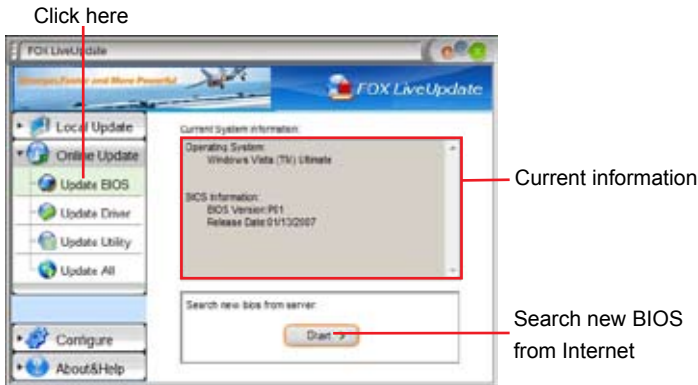 Click here
FOX LiveUpdate
FOX LiveUpdate
Local Update
Online Update
Update BIOS
Update Driver
Update Utility
Update All
Configure
About&Help
Current System information:
Operating System:
Windows Vista (TM) Ultimate
BIOS Information:
BIOS Version:P01
Release Date:01/13/2007
Search new bios from server:
Start
Current information
Search new BIOS
from Internet